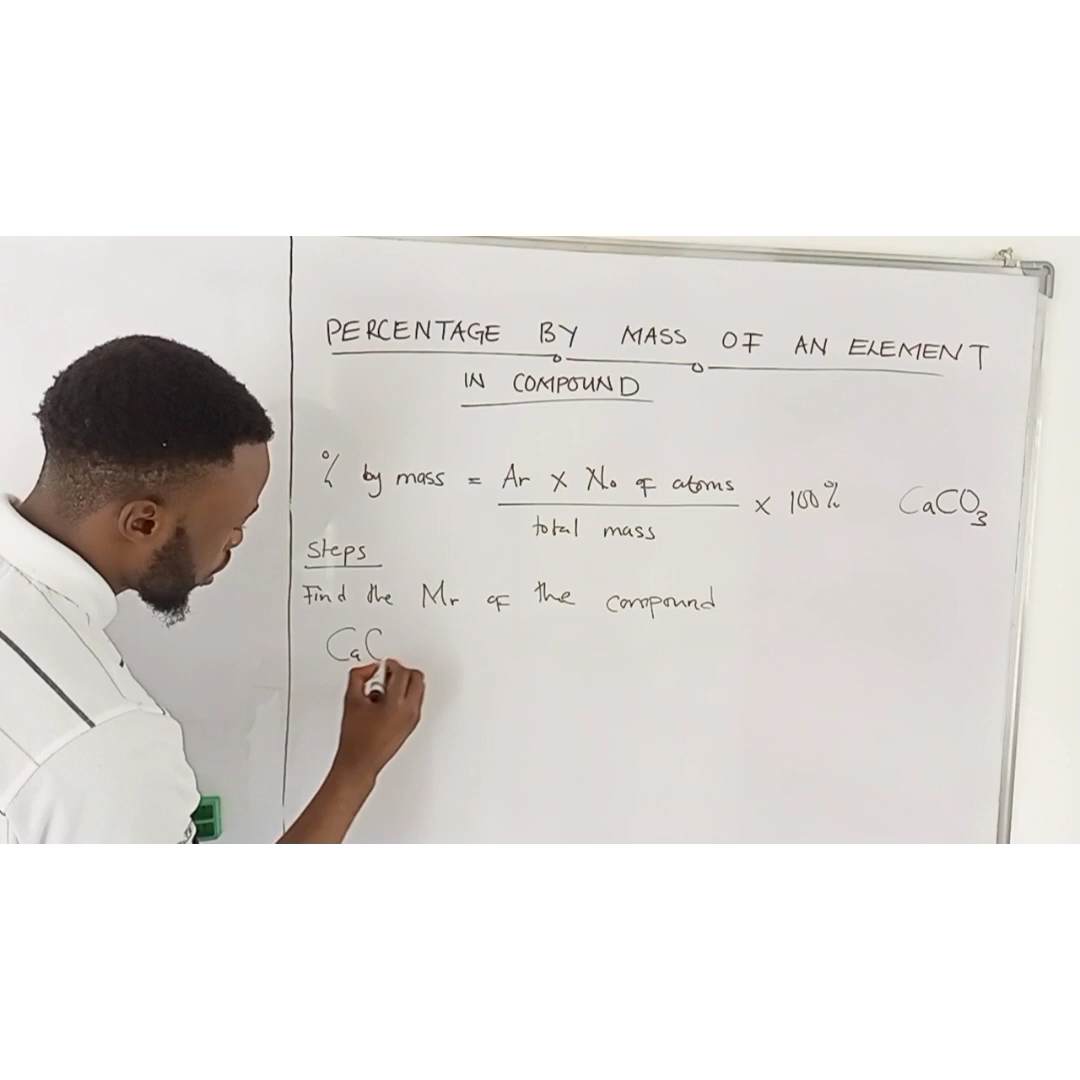 PERCENTAGE BY MASS OF AN ELEMENT
IN COMPOUND
% by mass = Ar × No of atoms / total mass × 100% CaCO₃
Steps
Find the Mr of the compound
CaC